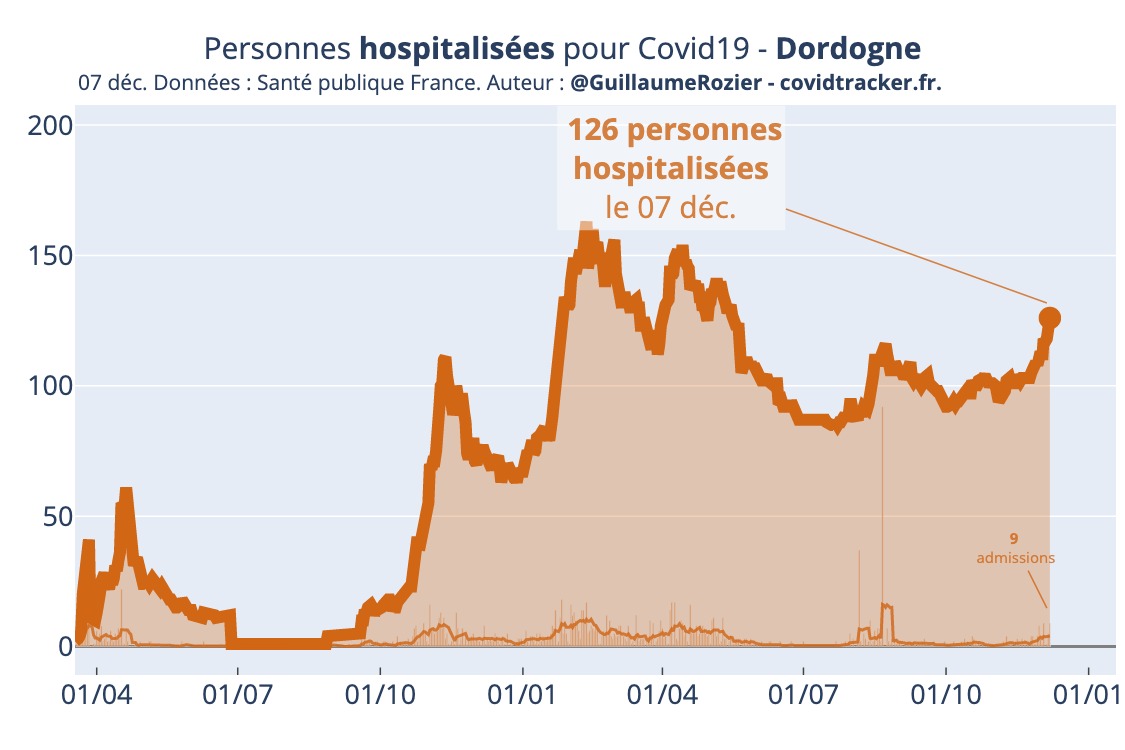 Personnes hospitalisées pour Covid19 - Dordogne
07 déc. Données : Santé publique France. Auteur : @GuillaumeRozier - covidtracker.fr.
126 personnes
hospitalisées
le 07 déc.
200
150
100
50
0
9
admissions
01/04 01/07 01/10 01/01 01/04 01/07 01/10 01/01